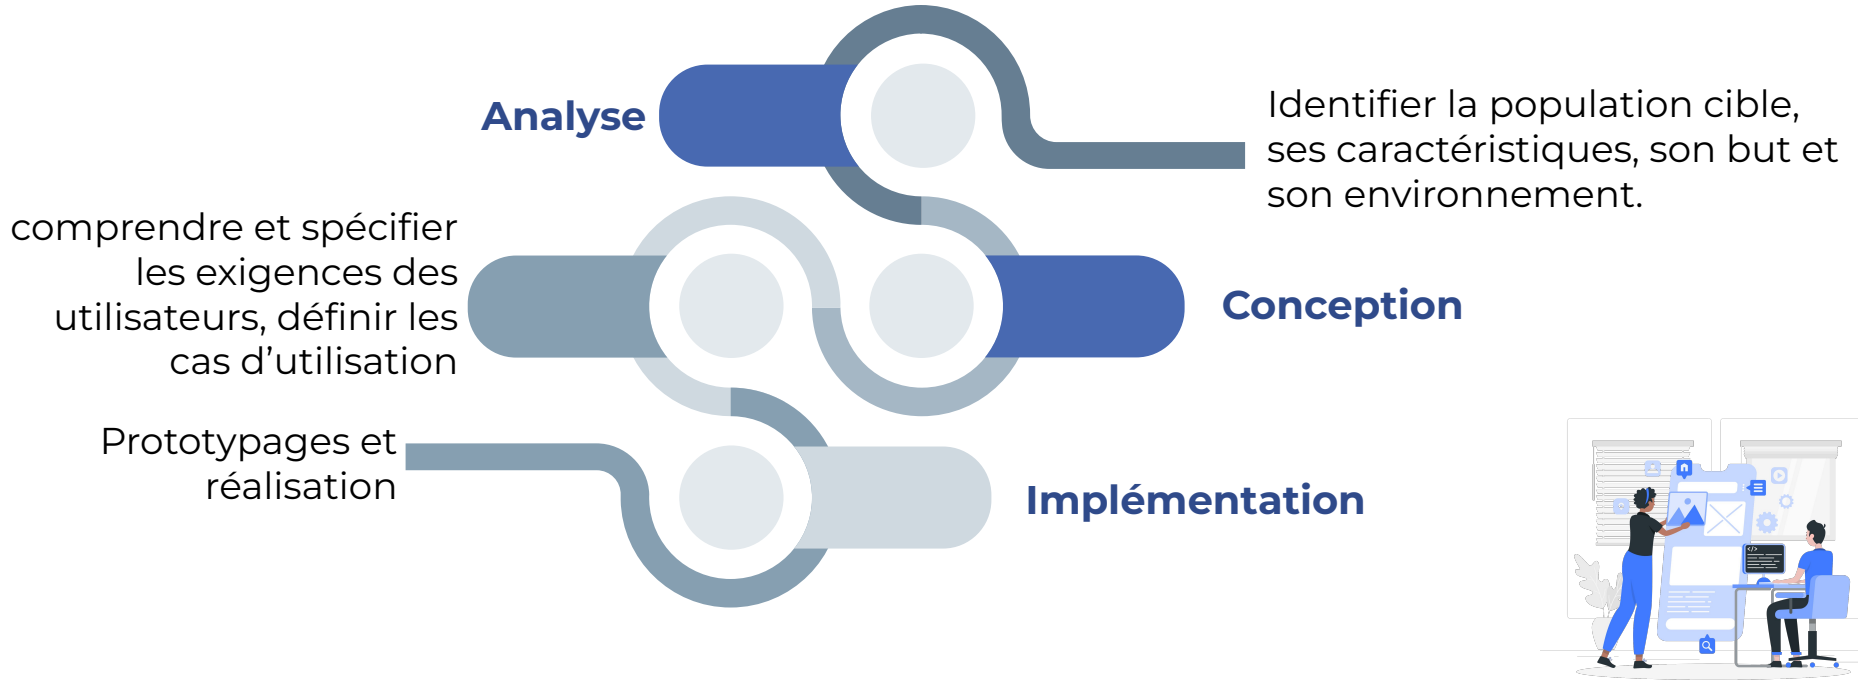 Analyse
Identifier la population cible,
ses caractéristiques, son but et
son environnement.
comprendre et spécifier
les exigences des
utilisateurs, définir les
cas d’utilisation
Conception
Prototypages et
réalisation
Implémentation